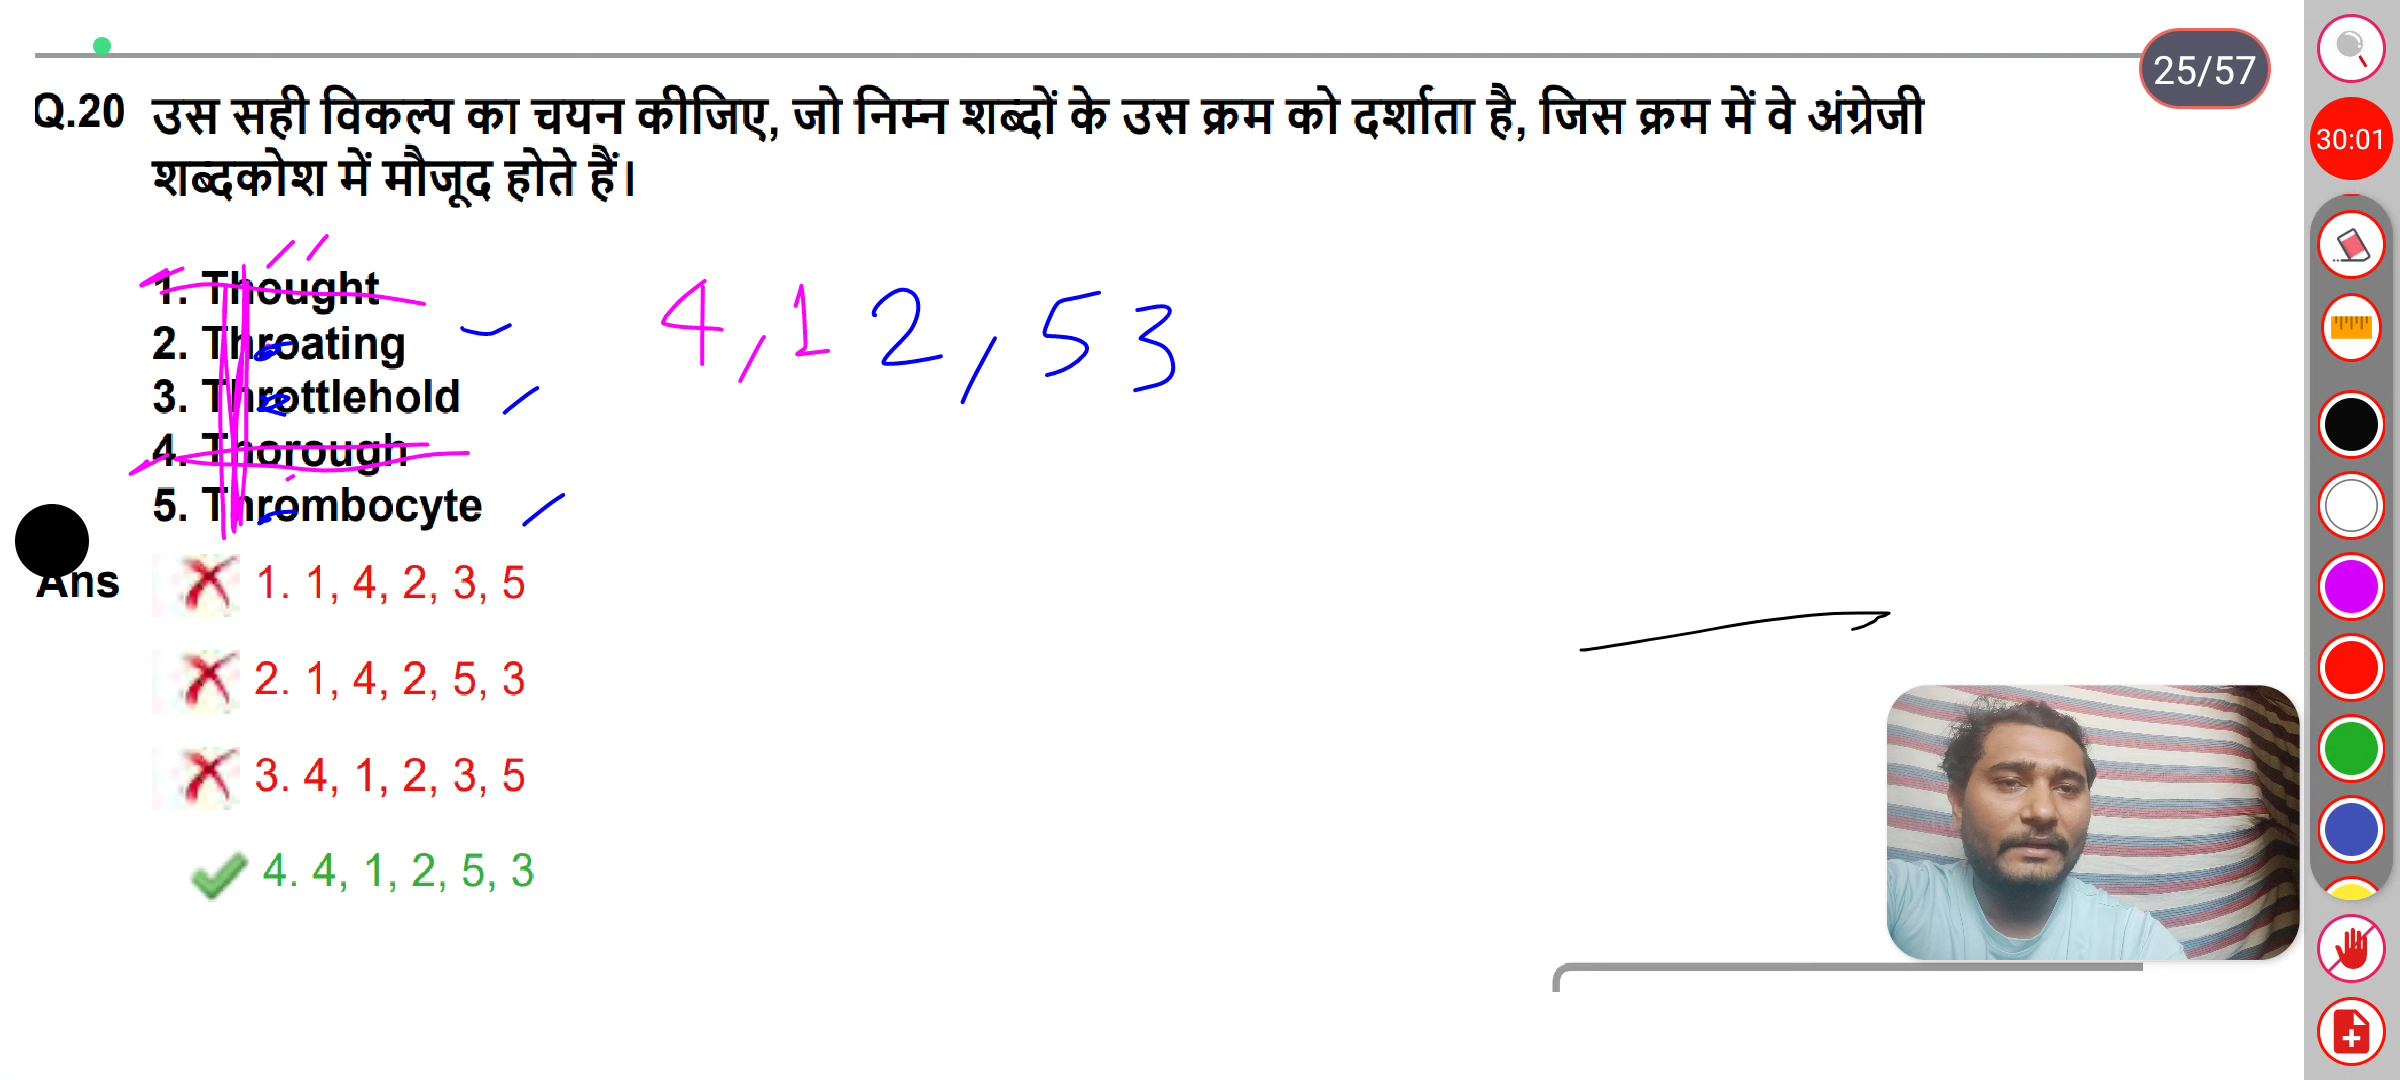 25/57
30:01
Q.20 उस सही विकल्प का चयन कीजिए, जो निम्न शब्दों के उस क्रम को दर्शाता है, जिस क्रम में वे अंग्रेजी
शब्दकोश में मौजूद होते हैं।
1. Thought
2. Throating
3. Throttlehold
4. Thorough
5. Thrombocyte
4, 1 2, 5 3
Ans 1. 1, 4, 2, 3, 5
2. 1, 4, 2, 5, 3
3. 4, 1, 2, 3, 5
4. 4, 1, 2, 5, 3